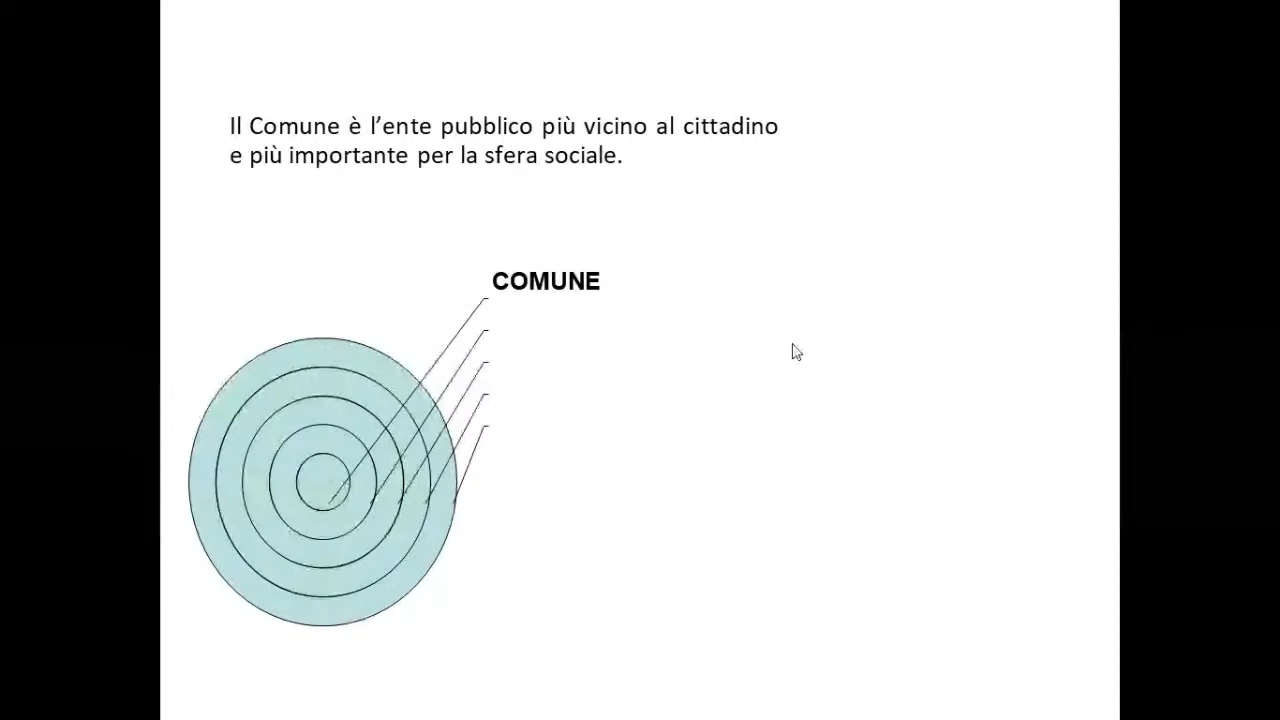 Il Comune è l’ente pubblico più vicino al cittadino
e più importante per la sfera sociale.
COMUNE